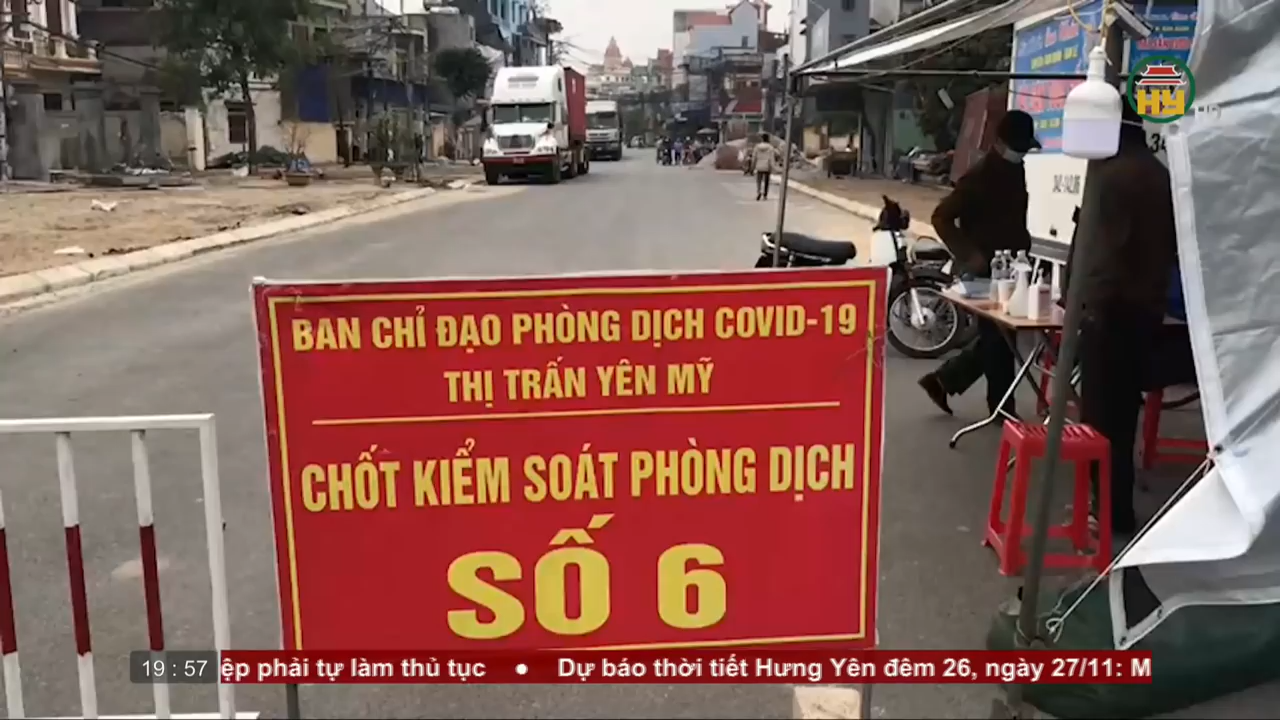 BAN CHỈ ĐẠO PHÒNG DỊCH COVID-19
THỊ TRẤN YÊN MỸ
CHỐT KIỂM SOÁT PHÒNG DỊCH
SỐ 6
HY
19 : 57
ệp phải tự làm thủ tục • Dự báo thời tiết Hưng Yên đêm 26, ngày 27/11: M